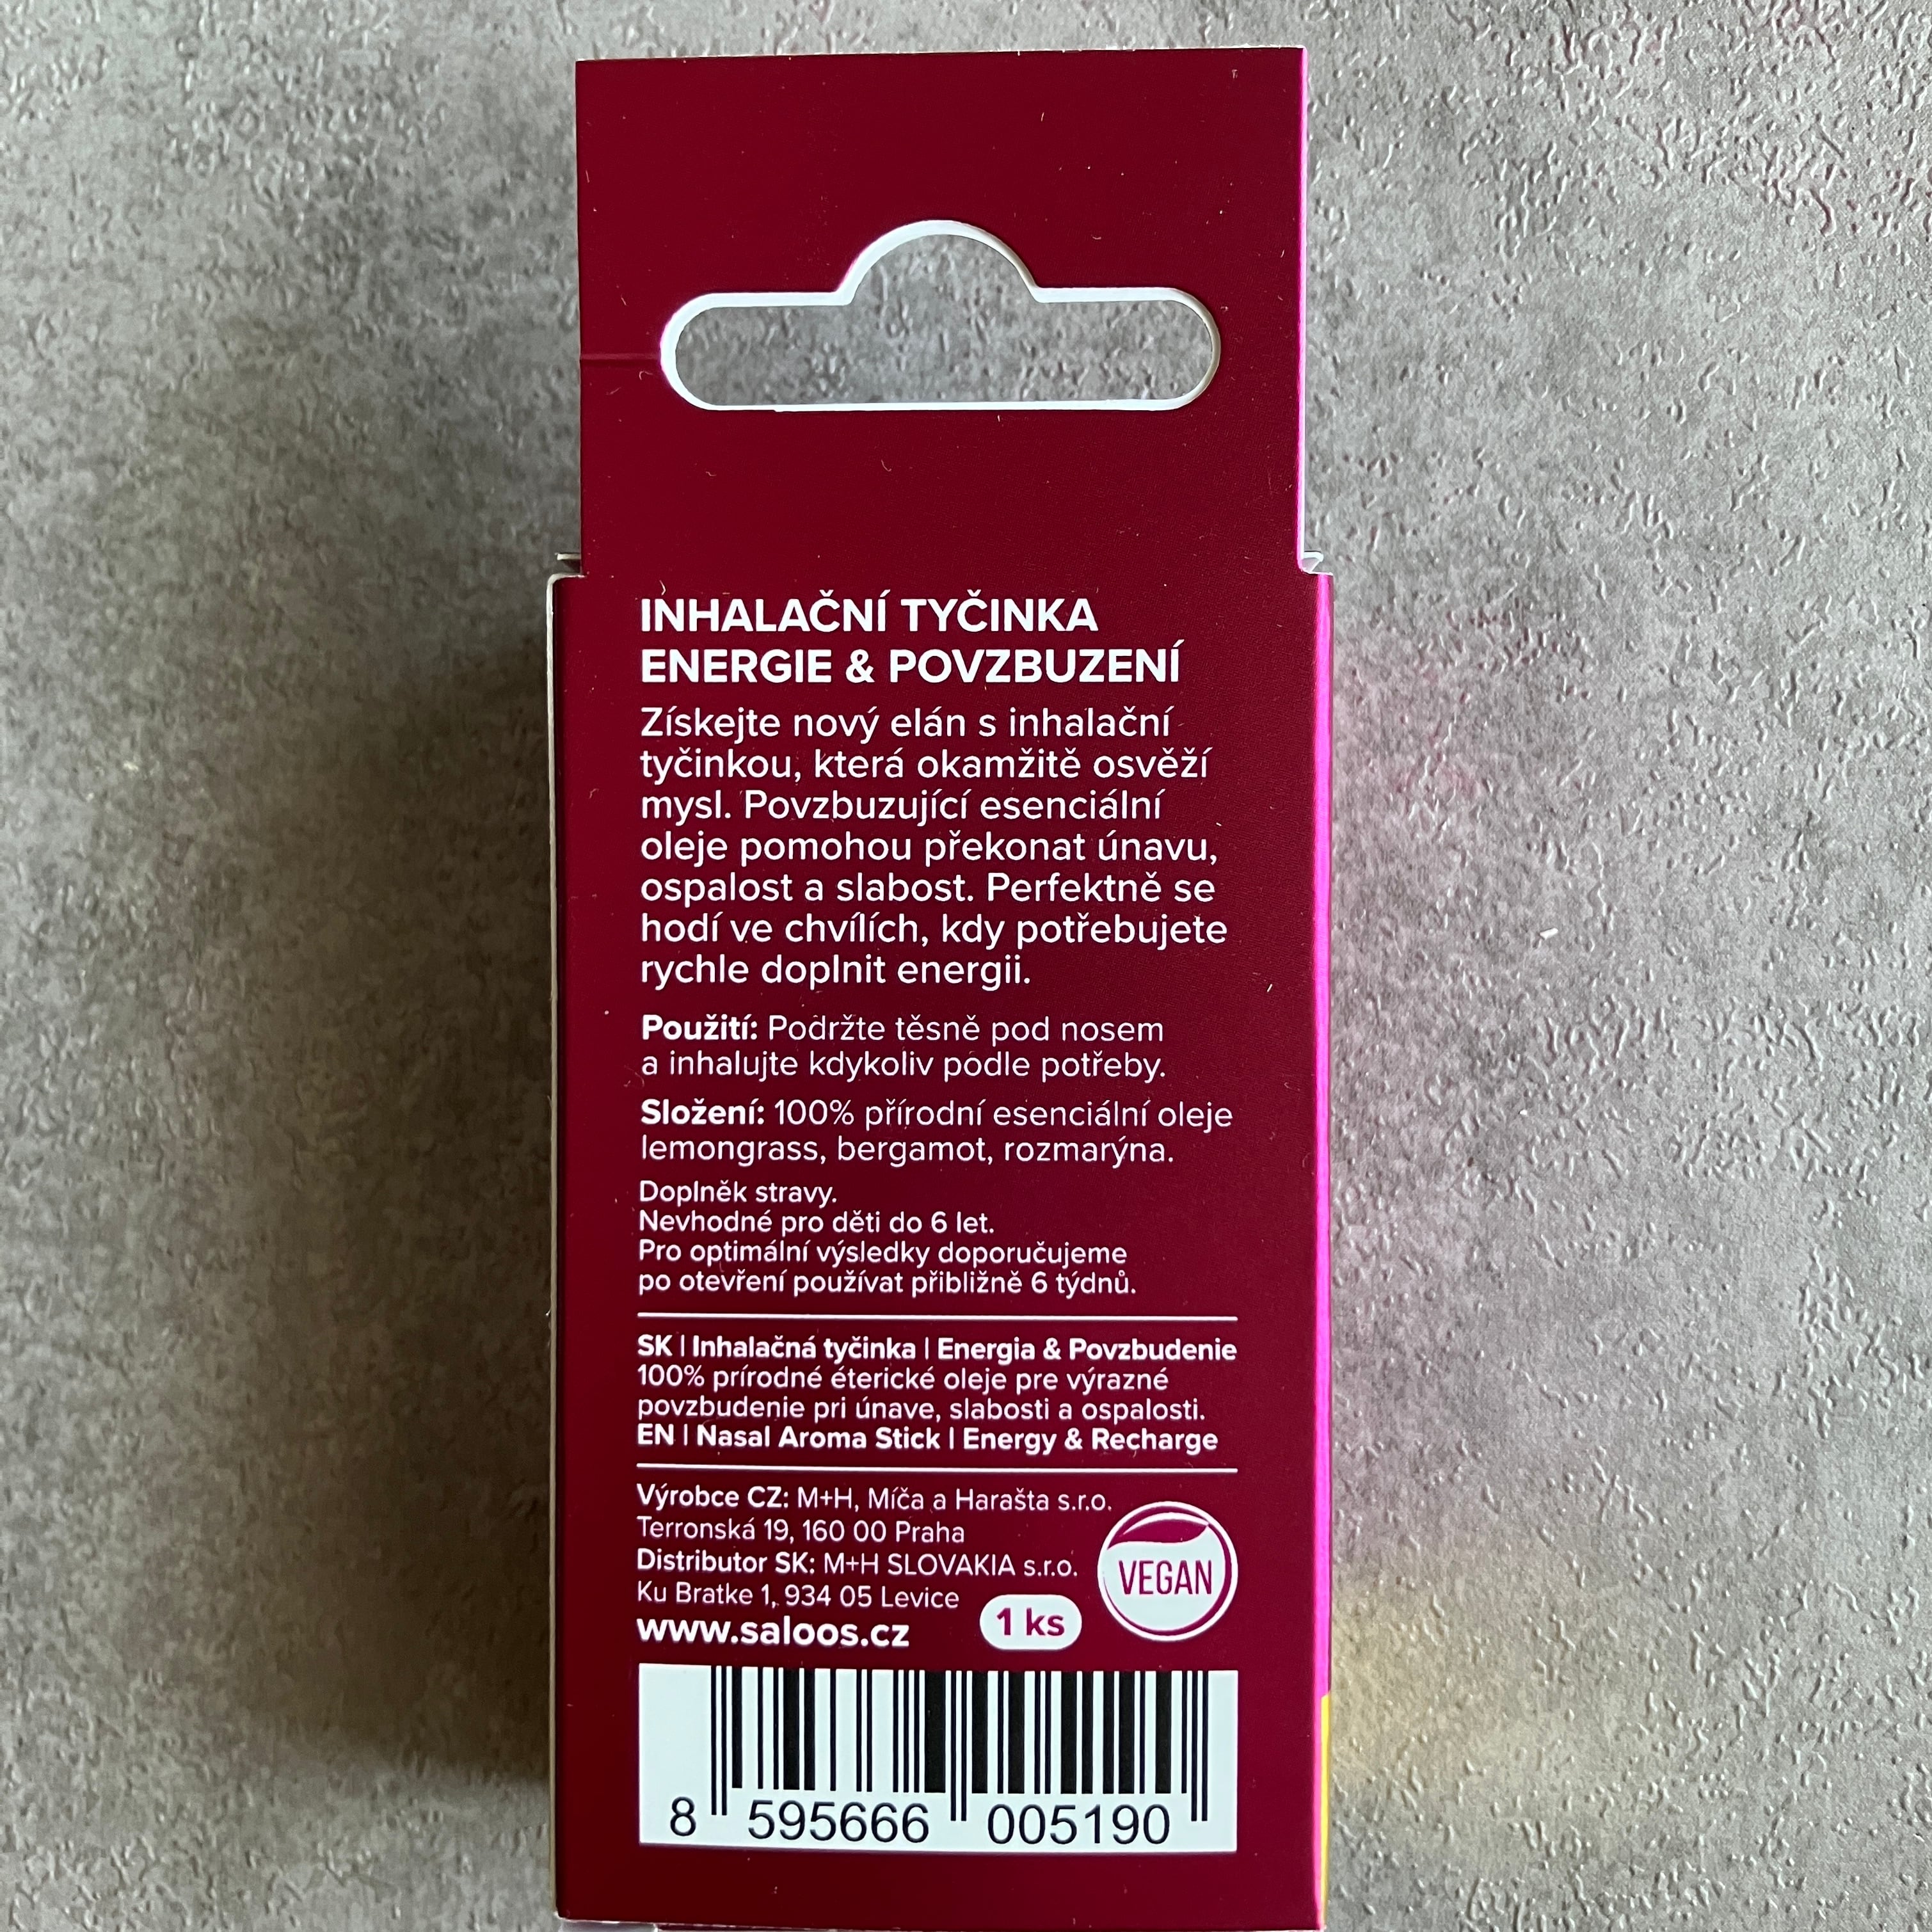 INHALAČNÍ TYČINKA
ENERGIE & POVZBUZENÍ
Získejte nový elán s inhalační
tyčinkou, která okamžitě osvěží
mysl. Povzbuzující esenciální
oleje pomohou překonat únavu,
ospalost a slabost. Perfektně se
hodí ve chvílích, kdy potřebujete
rychle doplnit energii.
Použití: Podržte těsně pod nosem
a inhalujte kdykoliv podle potřeby.
Složení: 100% přírodní esenciální oleje
lemongrass, bergamot, rozmarýna.
Doplněk stravy.
Nevhodné pro děti do 6 let.
Pro optimální výsledky doporučujeme
po otevření používat přibližně 6 týdnů.
SK | Inhalačná tyčinka | Energia & Povzbudenie
100% prírodné éterické oleje pre výrazné
povzbudenie pri únave, slabosti a ospalosti.
EN | Nasal Aroma Stick | Energy & Recharge
Výrobce CZ: M+H, Míča a Harašta s.r.o.
Terronská 19, 160 00 Praha
Distributor SK: M+H SLOVAKIA s.r.o.
Ku Bratke 1, 934 05 Levice
www.saloos.cz
1 ks
VEGAN
8 595666 005190